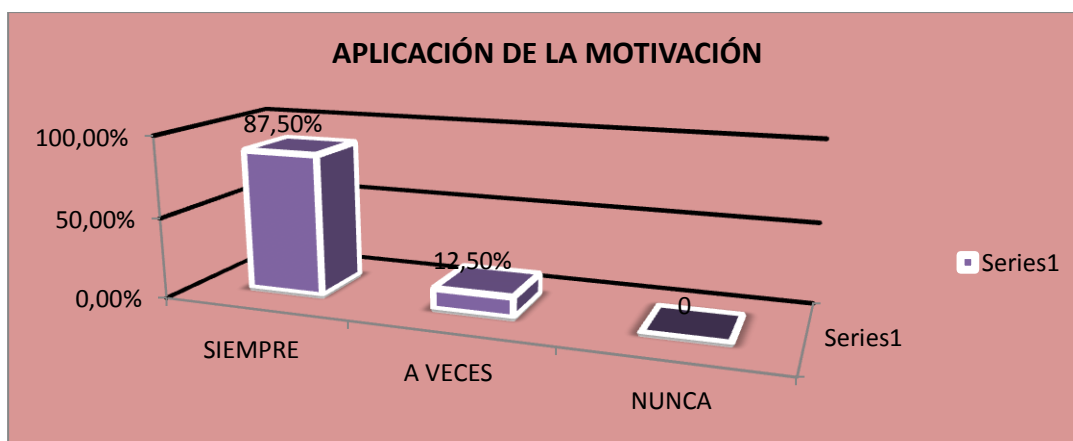 APLICACIÓN DE LA MOTIVACIÓN
100,00%
50,00%
0,00%
87,50%
12,50%
0
SIEMPRE
A VECES
NUNCA
Series1
Series1